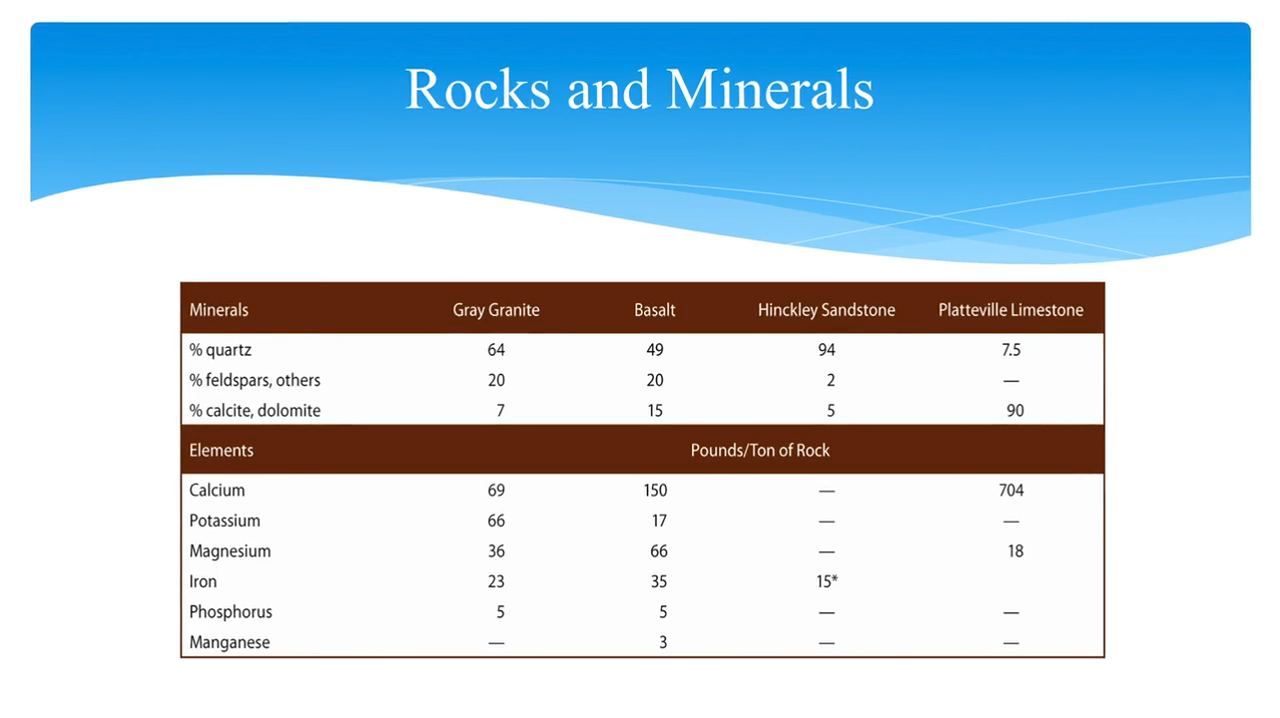 Rocks and Minerals
Minerals Gray Granite Basalt Hinckley Sandstone Platteville Limestone
% quartz 64 49 94 7.5
% feldspars, others 20 20 2 —
% calcite, dolomite 7 15 5 90
Elements Pounds/Ton of Rock
Calcium 69 150 — 704
Potassium 66 17 — —
Magnesium 36 66 — 18
Iron 23 35 15*
Phosphorus 5 5 — —
Manganese — 3 — —